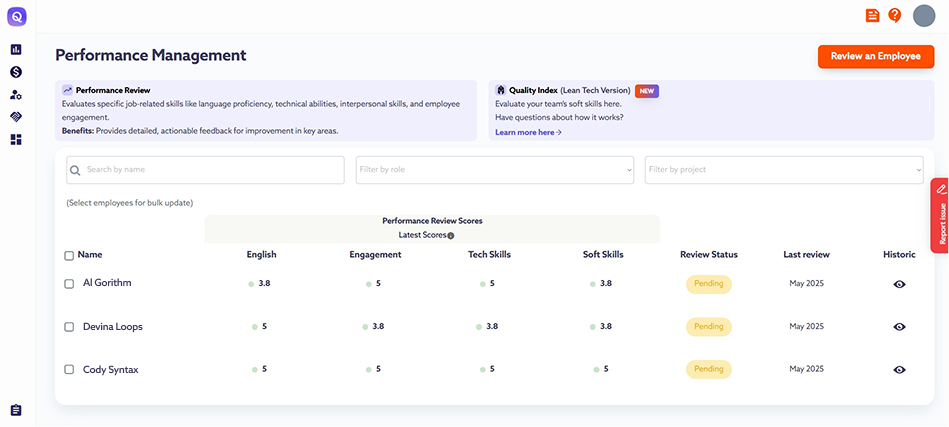 Q
Performance Management
Review an Employee
Performance Review
Evaluates specific job-related skills like language proficiency, technical abilities, interpersonal skills, and employee
engagement.
Benefits: Provides detailed, actionable feedback for improvement in key areas.
Quality Index (Lean Tech Version) NEW
Evaluate your team's soft skills here.
Have questions about how it works?
Learn more here →
Search by name
Filter by role
Filter by project
Report issue
(Select employees for bulk update)
Performance Review Scores
Latest Scores
Name English Engagement Tech Skills Soft Skills Review Status Last review Historic
Al Gorithm 3.8 5 5 3.8 Pending May 2025
Devina Loops 5 3.8 3.8 3.8 Pending May 2025
Cody Syntax 5 5 5 5 Pending May 2025